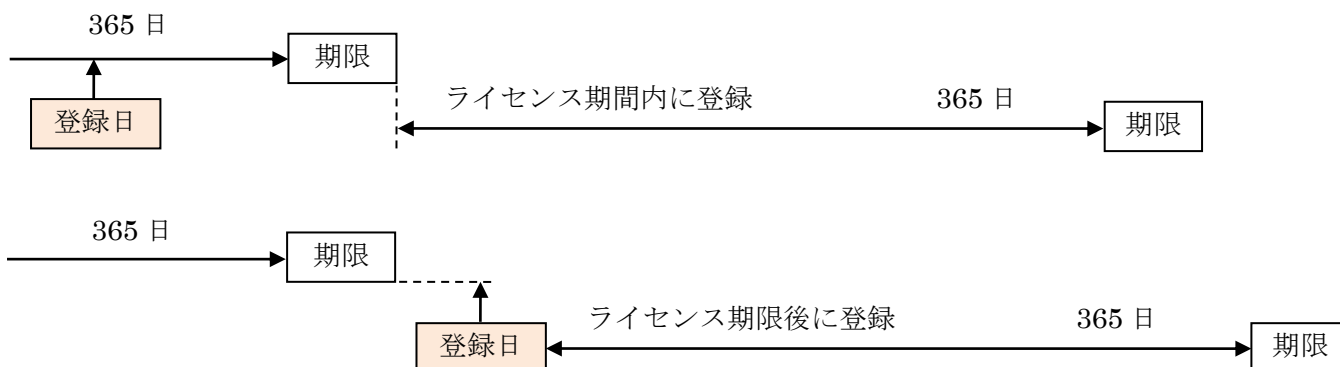 365 日
期限
登録日
ライセンス期間内に登録 365 日
期限
365 日
期限
登録日
ライセンス期限後に登録 365 日
期限